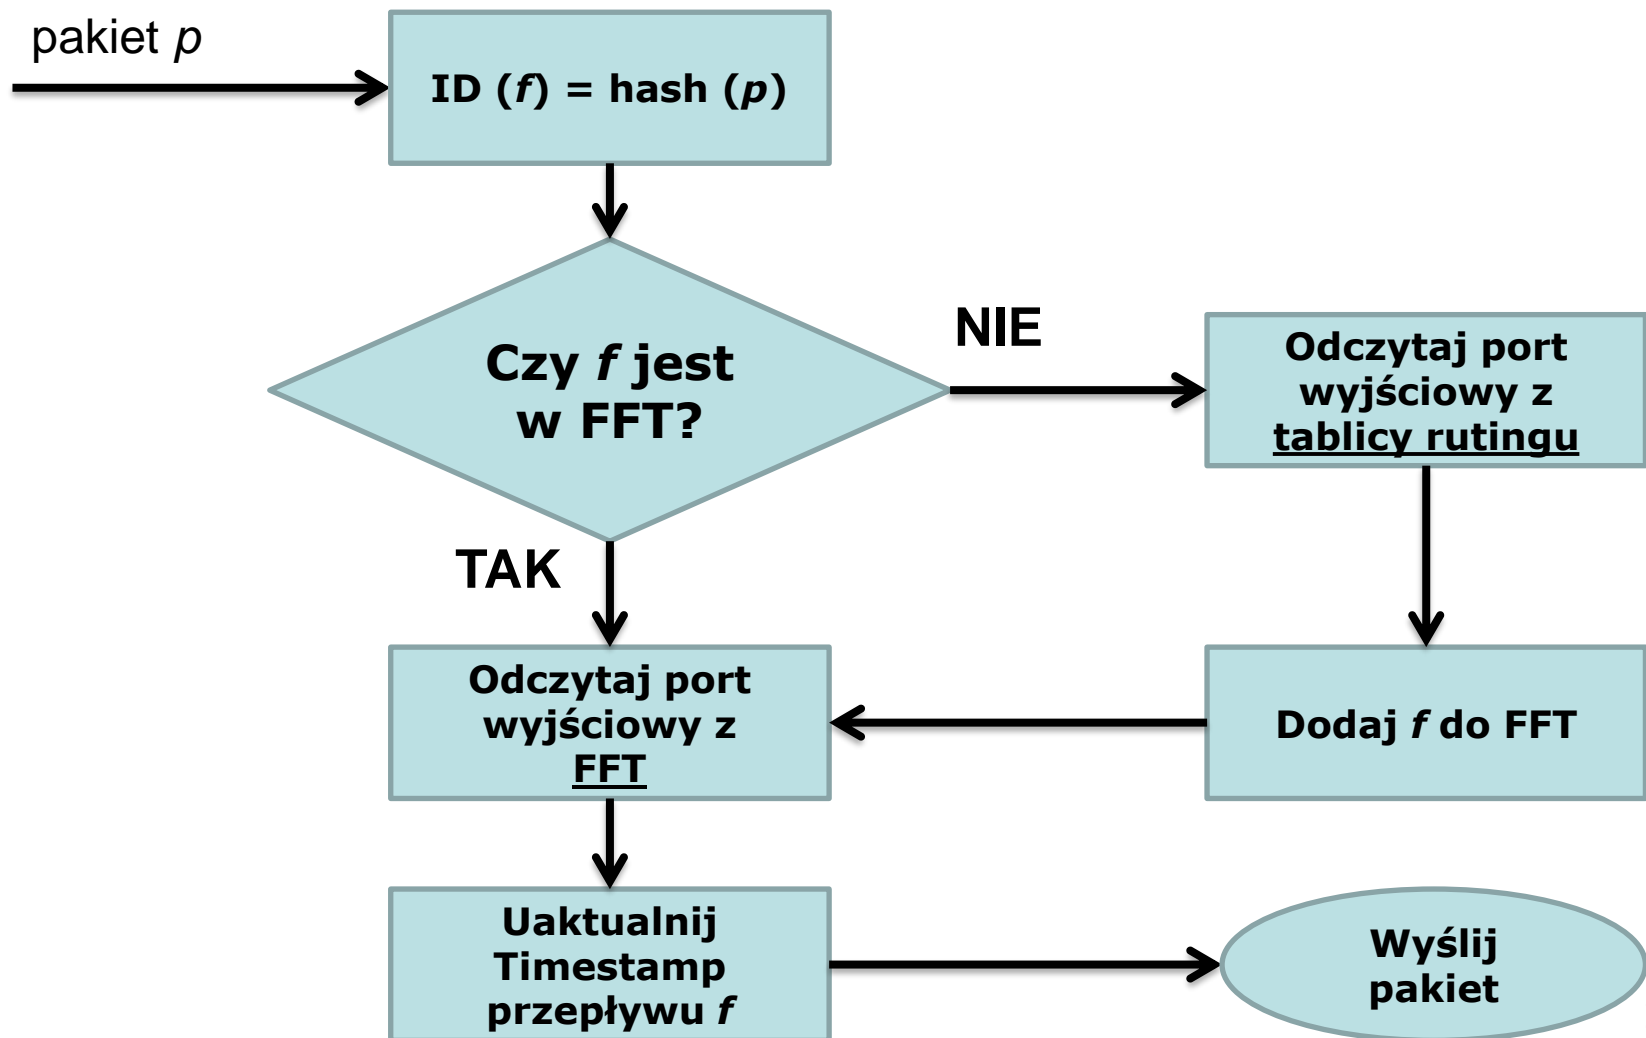 pakiet p
ID (f) = hash (p)
Czy f jest
w FFT?
NIE
Odczytaj port
wyjściowy z
tablicy rutingu
TAK
Odczytaj port
wyjściowy z
FFT
Dodaj f do FFT
Uaktualnij
Timestamp
przepływu f
Wyślij
pakiet